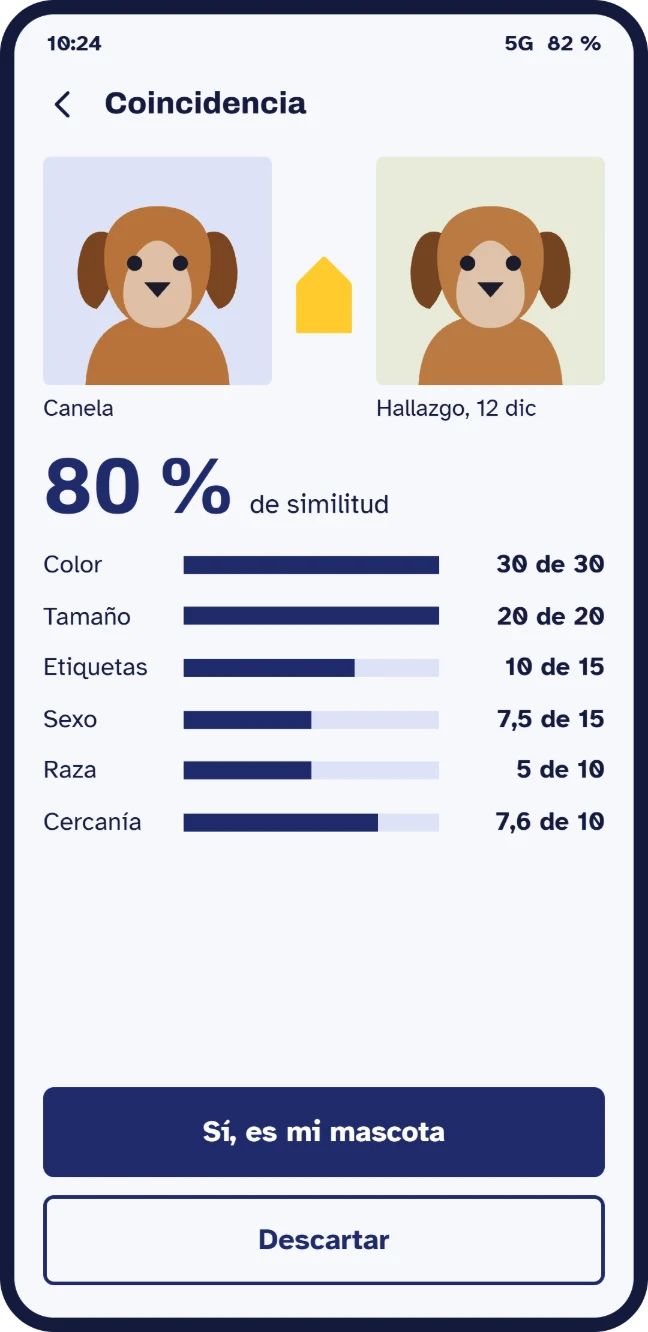 10:24 5G 82 %
Coincidencia
Canela Hallazgo, 12 dic
80 % de similitud
Color 30 de 30
Tamaño 20 de 20
Etiquetas 10 de 15
Sexo 7,5 de 15
Raza 5 de 10
Cercanía 7,6 de 10
Sí, es mi mascota
Descartar